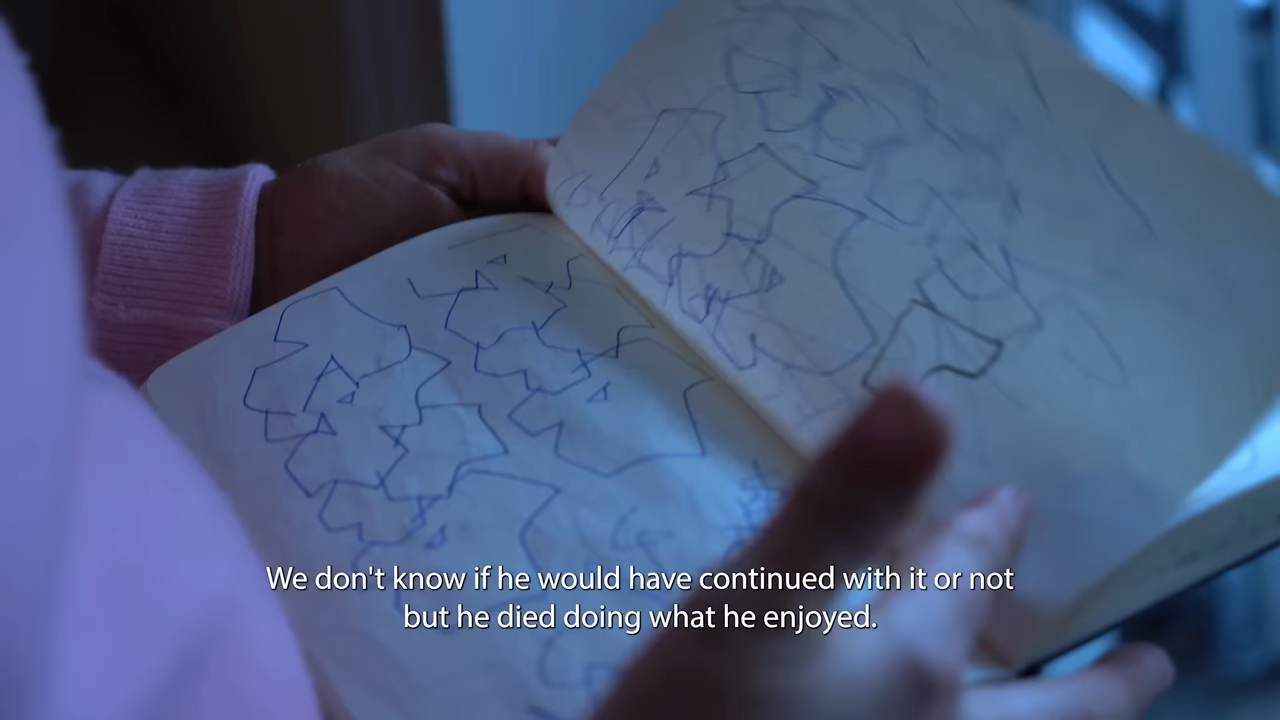 We don't know if he would have continued with it or not
but he died doing what he enjoyed.